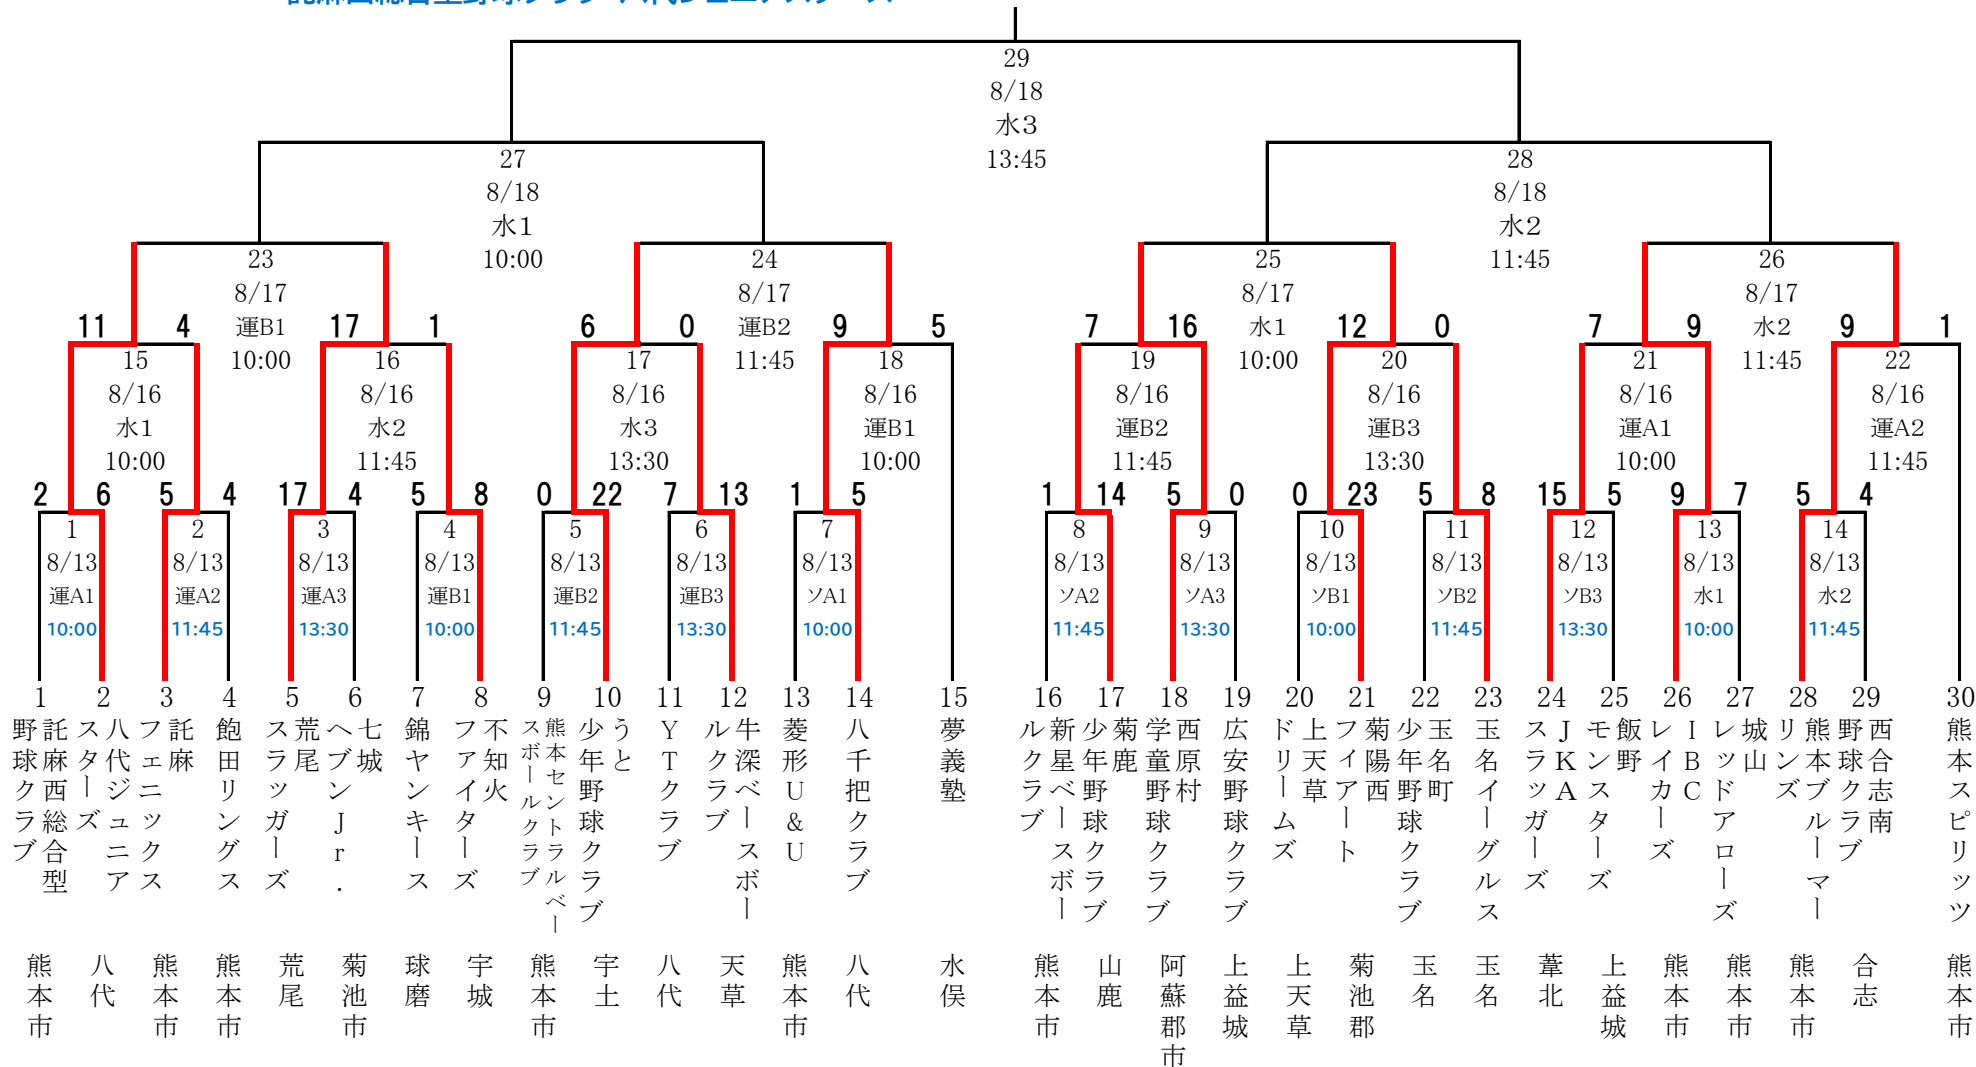 29
8/18
水3
13:45
27
8/18
水1
10:00
28
8/18
水2
11:45
23
8/17
運B1
10:00
24
8/17
運B2
11:45
25
8/17
水1
10:00
26
8/17
水2
11:45
11 4 17 1 6 0 9 5 7 16 12 0 7 9 9 1
15
8/16
水1
10:00
16
8/16
水2
11:45
17
8/16
水3
13:30
18
8/16
運B1
10:00
19
8/16
運B2
11:45
20
8/16
運B3
13:30
21
8/16
運A1
10:00
22
8/16
運A2
11:45
2 6 5 4 17 4 5 8 0 22 7 13 1 5 1 14 5 0 0 23 5 8 15 5 9 7 5 4
1
8/13
運A1
10:00
2
8/13
運A2
11:45
3
8/13
運A3
13:30
4
8/13
運B1
10:00
5
8/13
運B2
11:45
6
8/13
運B3
13:30
7
8/13
ソA1
10:00
8
8/13
ソA2
11:45
9
8/13
ソA3
13:30
10
8/13
ソB1
10:00
11
8/13
ソB2
11:45
12
8/13
ソB3
13:30
13
8/13
水1
10:00
14
8/13
水2
11:45
1 2 3 4 5 6 7 8 9 10 11 12 13 14 15 16 17 18 19 20 21 22 23 24 25 26 27 28 29 30
託麻西総合型
野球クラブ
八代ジュニア
スターズ
託麻
フェニックス
飽田リングス
荒尾
スラッガーズ
七城
ヘブンJr.
錦ヤンキース
不知火
ファイターズ
熊本セントラルベー
スボールクラブ
うと
少年野球クラブ
YTクラブ
牛深ベースボー
ルクラブ
菱形U&U
八千把クラブ
夢義塾
新星ベースボー
ルクラブ
菊鹿
少年野球クラブ
西原村
学童野球クラブ
広安野球クラブ
上天草
ドリームズ
菊陽西
フイアート
玉名町
少年野球クラブ
玉名イーグルス
JKA
スラッガーズ
飯野
モンスターズ
IBC
レイカーズ
城山
レッドアローズ
熊本ブルーマー
リンズ
西合志南
野球クラブ
熊本スピリッツ
熊本市
八代
熊本市
熊本市
荒尾
菊池市
球磨
宇城
熊本市
宇土
八代
天草
熊本市
八代
水俣
熊本市
山鹿
阿蘇郡市
上益城
上天草
菊池郡
玉名
玉名
葦北
上益城
熊本市
熊本市
熊本市
合志
熊本市